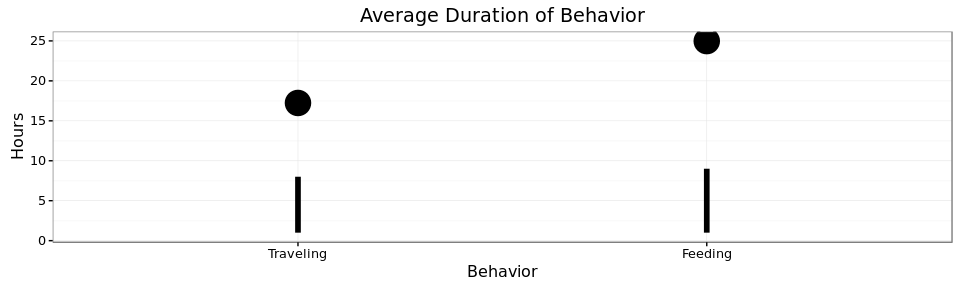 Average Duration of Behavior
Hours
25
20
15
10
5
0
Traveling
Feeding
Behavior